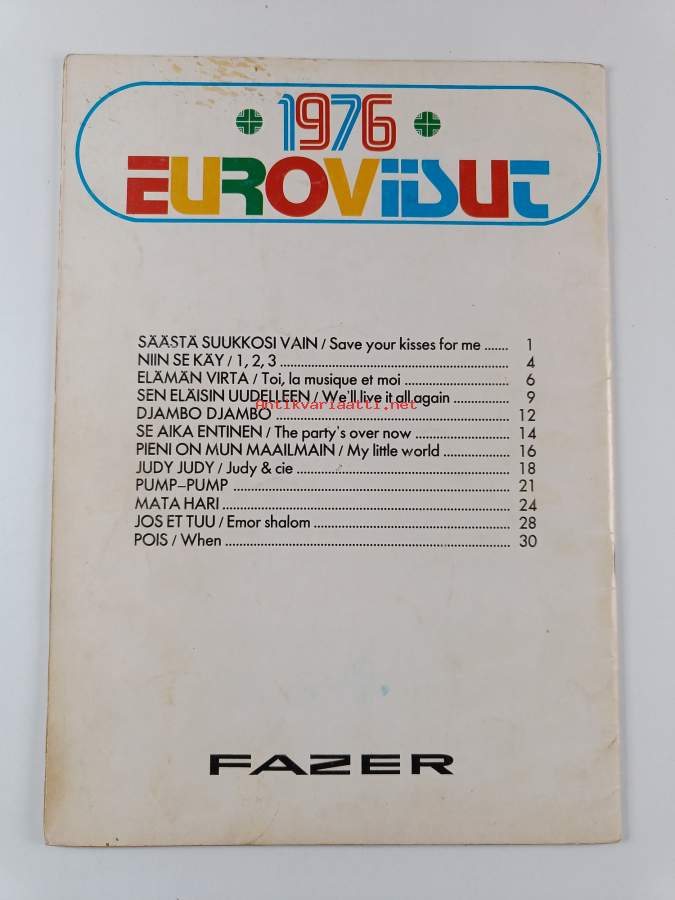 1976
EUROVIISUT
SÄÄSTÄ SUUKKOSI VAIN / Save your kisses for me ....... 1
NIIN SE KÄY / 1, 2, 3 ....... 4
ELÄMÄN VIRTA / Toi, la musique et moi ....... 6
SEN ELÄISIN UUDELLEEN / We'll live it all again ....... 9
Antikvariaatti.net
DJAMBO DJAMBO ....... 12
SE AIKA ENTINEN / The party's over now ....... 14
PIENI ON MUN MAAILMAIN / My little world ....... 16
JUDY JUDY / Judy & cie ....... 18
PUMP–PUMP ....... 21
MATA HARI ....... 24
JOS ET TUU / Emor shalom ....... 28
POIS / When ....... 30
FAZER